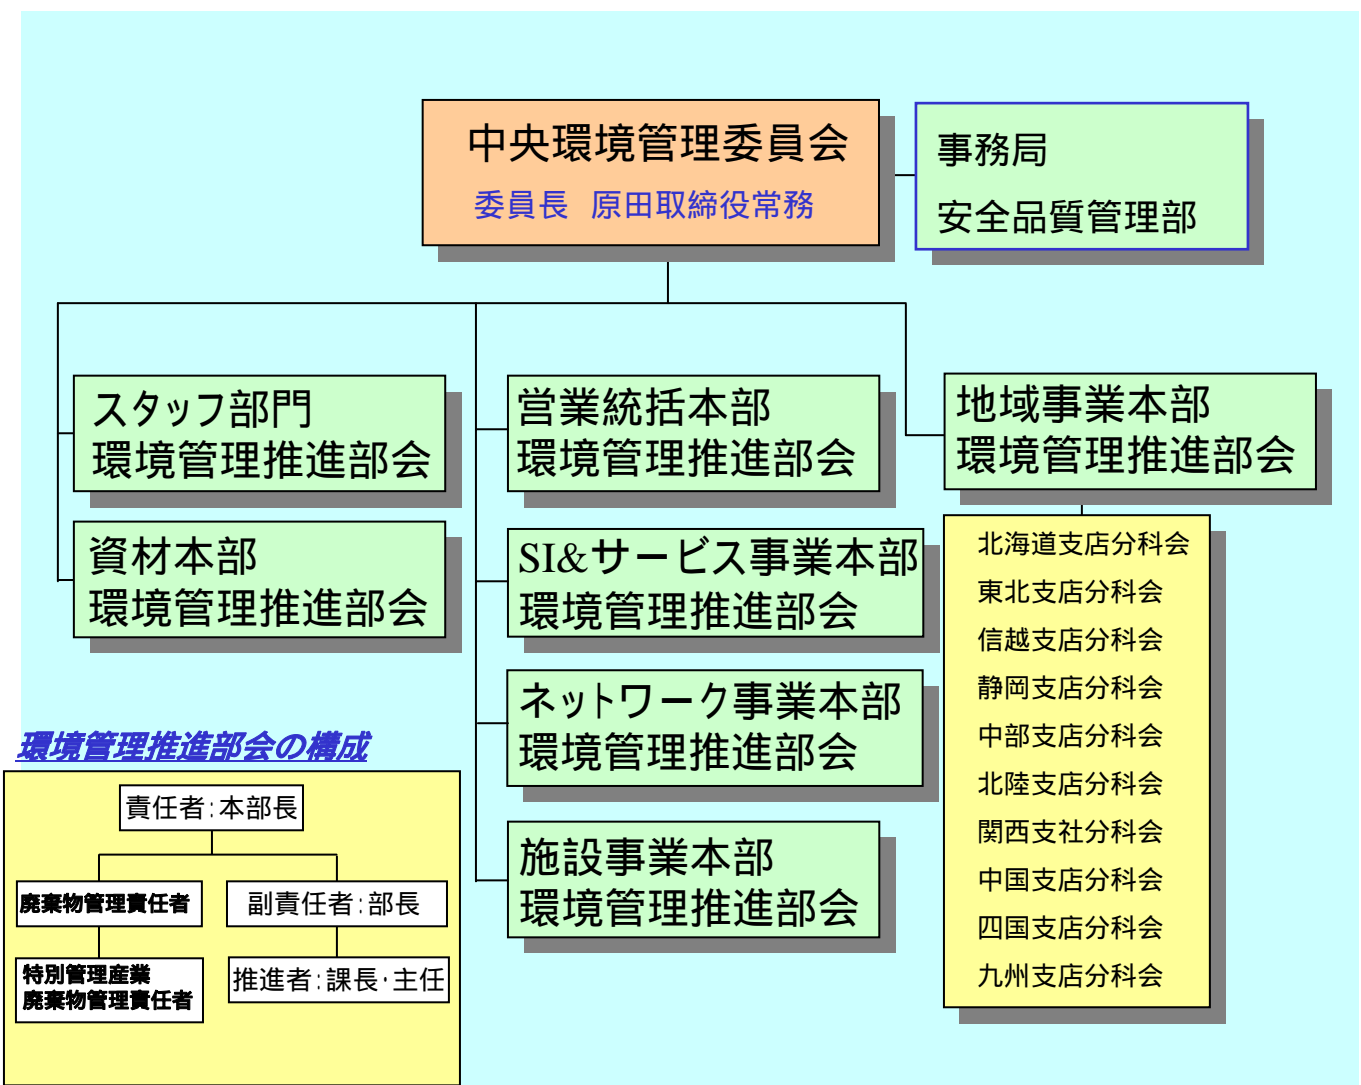 中央環境管理委員会
委員長 原田取締役常務
事務局
安全品質管理部
スタッフ部門
環境管理推進部会
資材本部
環境管理推進部会
営業統括本部
環境管理推進部会
SI&サービス事業本部
環境管理推進部会
ネットワーク事業本部
環境管理推進部会
施設事業本部
環境管理推進部会
地域事業本部
環境管理推進部会
北海道支店分科会
東北支店分科会
信越支店分科会
静岡支店分科会
中部支店分科会
北陸支店分科会
関西支社分科会
中国支店分科会
四国支店分科会
九州支店分科会
環境管理推進部会の構成
責任者:本部長
廃棄物管理責任者
特別管理産業
廃棄物管理責任者
副責任者:部長
推進者:課長・主任